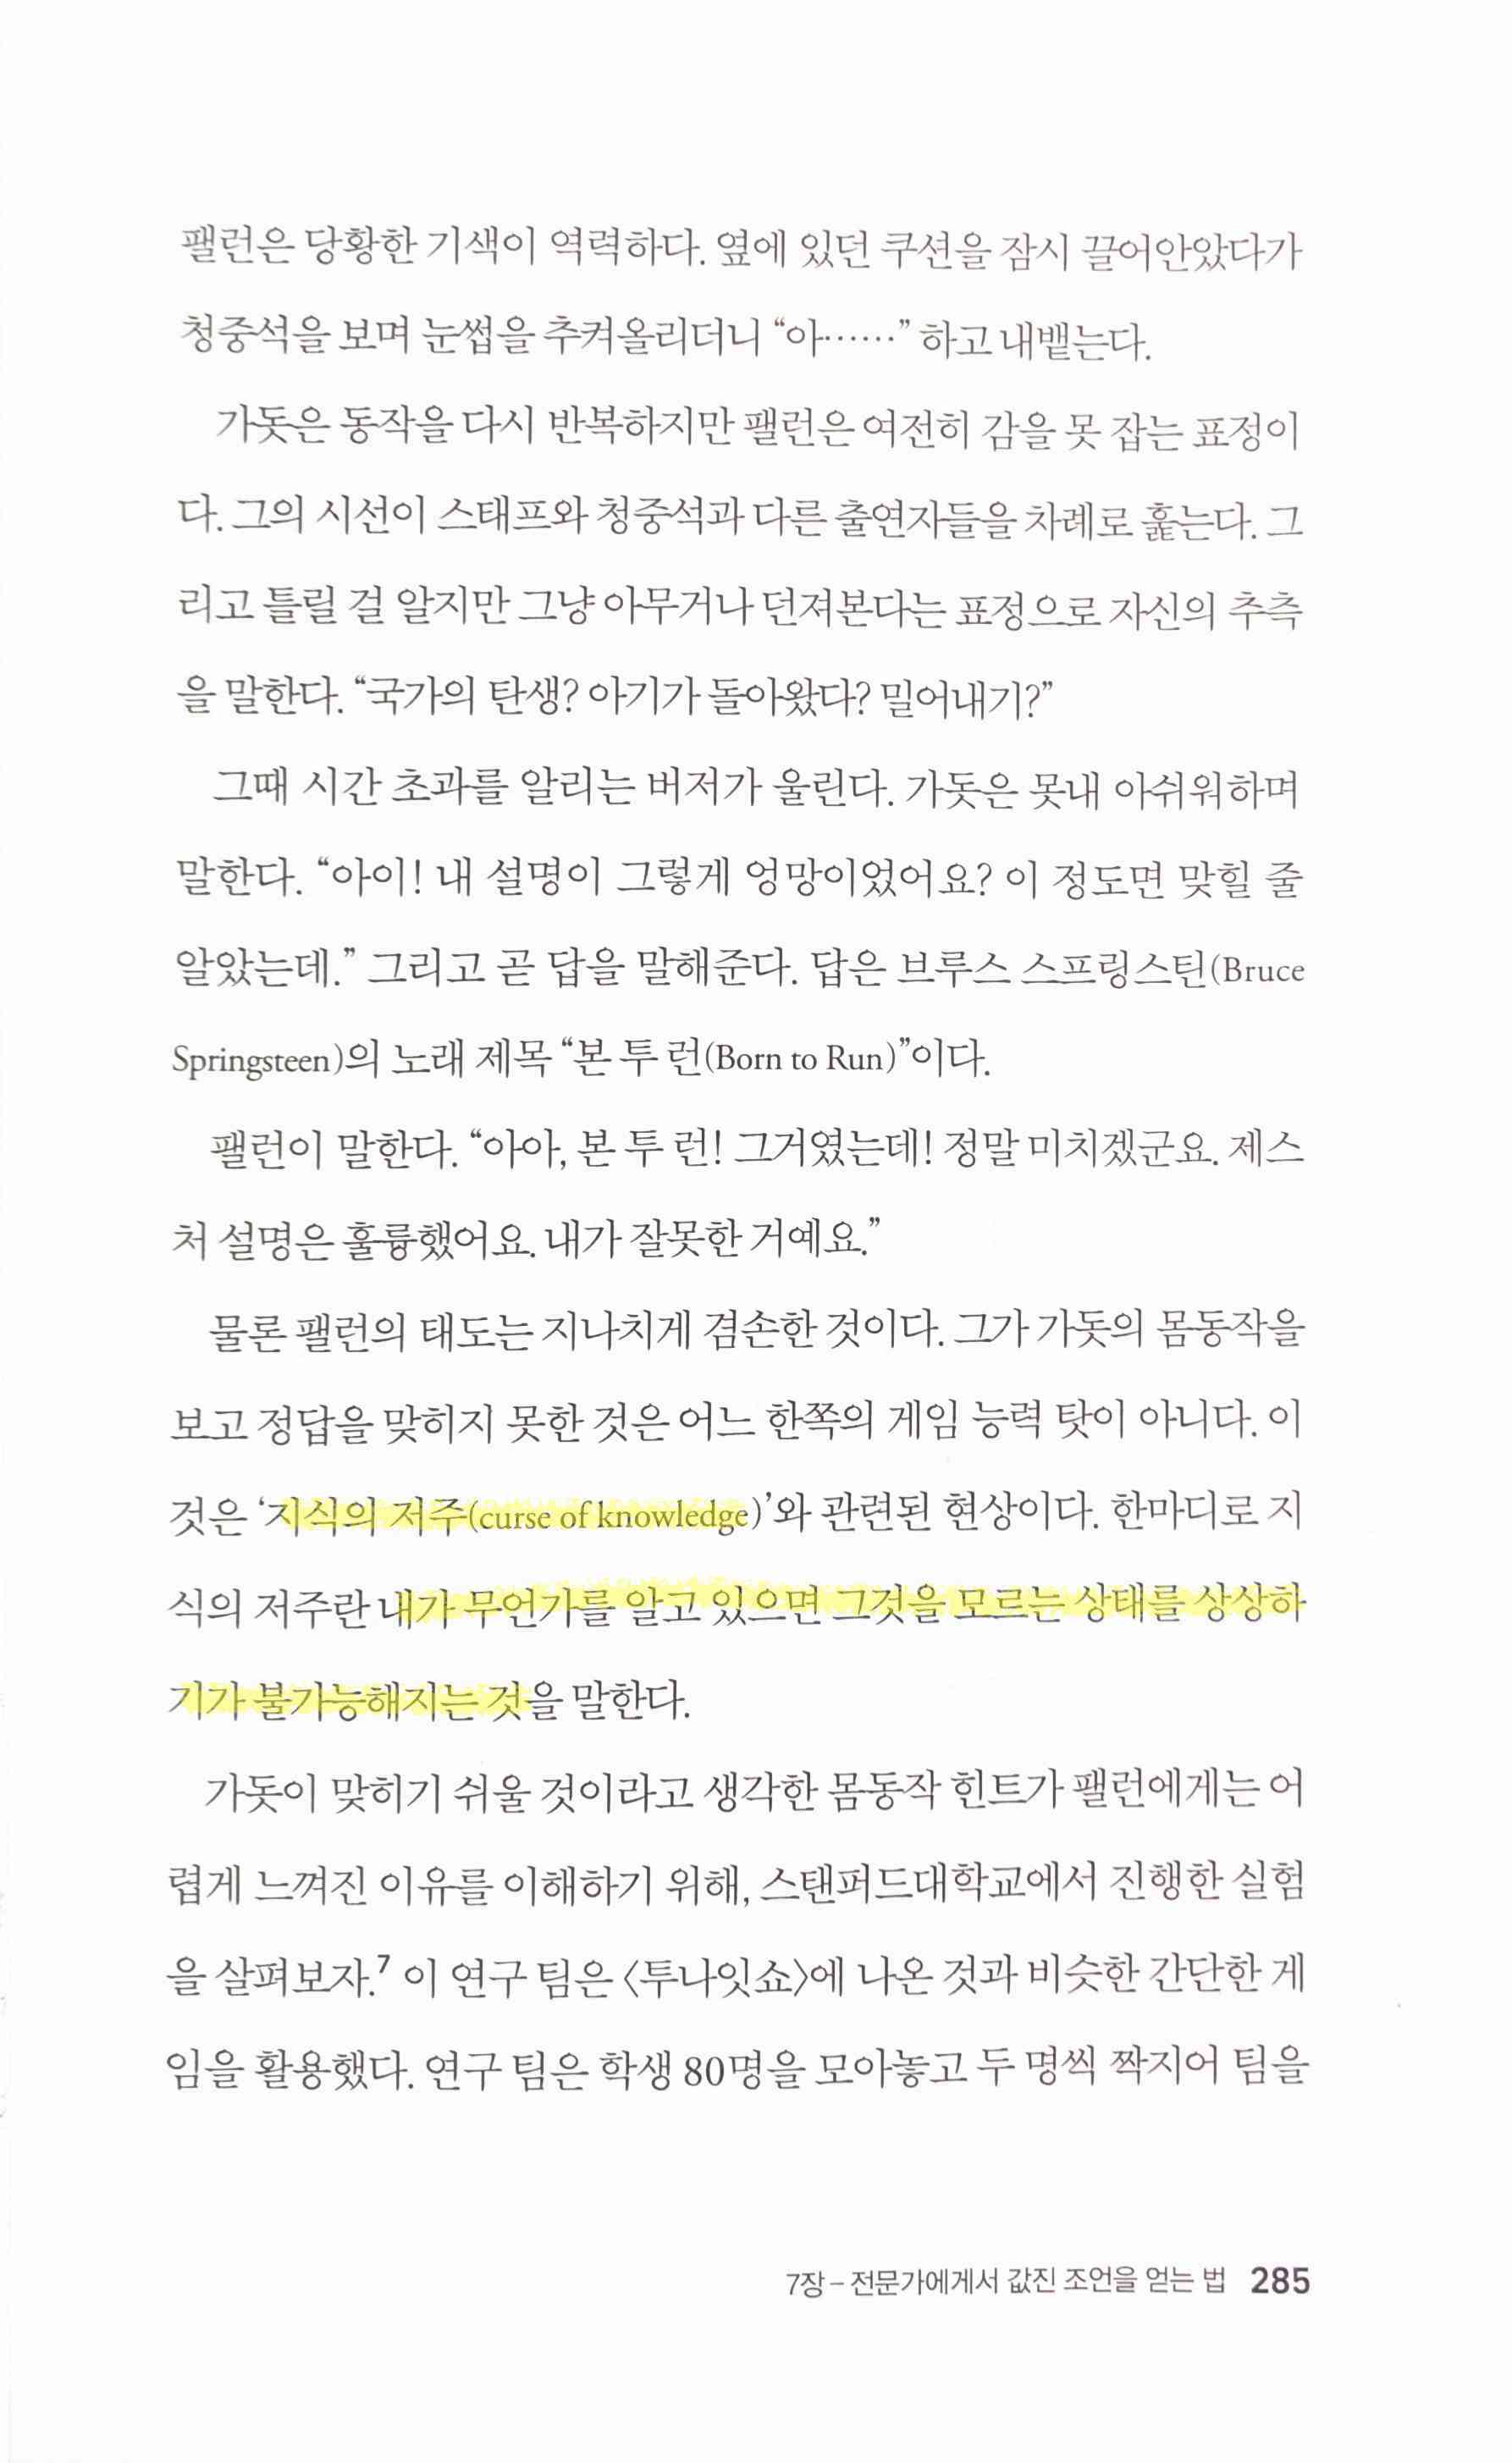 팰런은 당황한 기색이 역력하다. 옆에 있던 쿠션을 잠시 끌어안았다가
청중석을 보며 눈썹을 추켜올리더니 “아……” 하고 내뱉는다.
가돗은 동작을 다시 반복하지만 팰런은 여전히 감을 못 잡는 표정이
다. 그의 시선이 스태프와 청중석과 다른 출연자들을 차례로 훑는다. 그
리고 틀릴 걸 알지만 그냥 아무거나 던져본다는 표정으로 자신의 추측
을 말한다. “국가의 탄생? 아기가 돌아왔다? 밀어내기?”
그때 시간 초과를 알리는 버저가 울린다. 가돗은 못내 아쉬워하며
말한다. “아이! 내 설명이 그렇게 엉망이었어요? 이 정도면 맞힐 줄
알았는데.” 그리고 곧 답을 말해준다. 답은 브루스 스프링스틴(Bruce
Springsteen)의 노래 제목 “본 투 런(Born to Run)”이다.
팰런이 말한다. “아아, 본 투 런! 그거였는데! 정말 미치겠군요. 제스
처 설명은 훌륭했어요. 내가 잘못한 거예요.”
물론 팰런의 태도는 지나치게 겸손한 것이다. 그가 가돗의 몸동작을
보고 정답을 맞히지 못한 것은 어느 한쪽의 게임 능력 탓이 아니다. 이
것은 ‘지식의 저주(curse of knowledge)’와 관련된 현상이다. 한마디로 지
식의 저주란 내가 무언가를 알고 있으면 그것을 모르는 상태를 상상하
기가 불가능해지는 것을 말한다.
가돗이 맞히기 쉬울 것이라고 생각한 몸동작 힌트가 팰런에게는 어
렵게 느껴진 이유를 이해하기 위해, 스탠퍼드대학교에서 진행한 실험
을 살펴보자.7 이 연구 팀은 〈투나잇쇼〉에 나온 것과 비슷한 간단한 게
임을 활용했다. 연구 팀은 학생 80명을 모아놓고 두 명씩 짝지어 팀을
7장 – 전문가에게서 값진 조언을 얻는 법 285